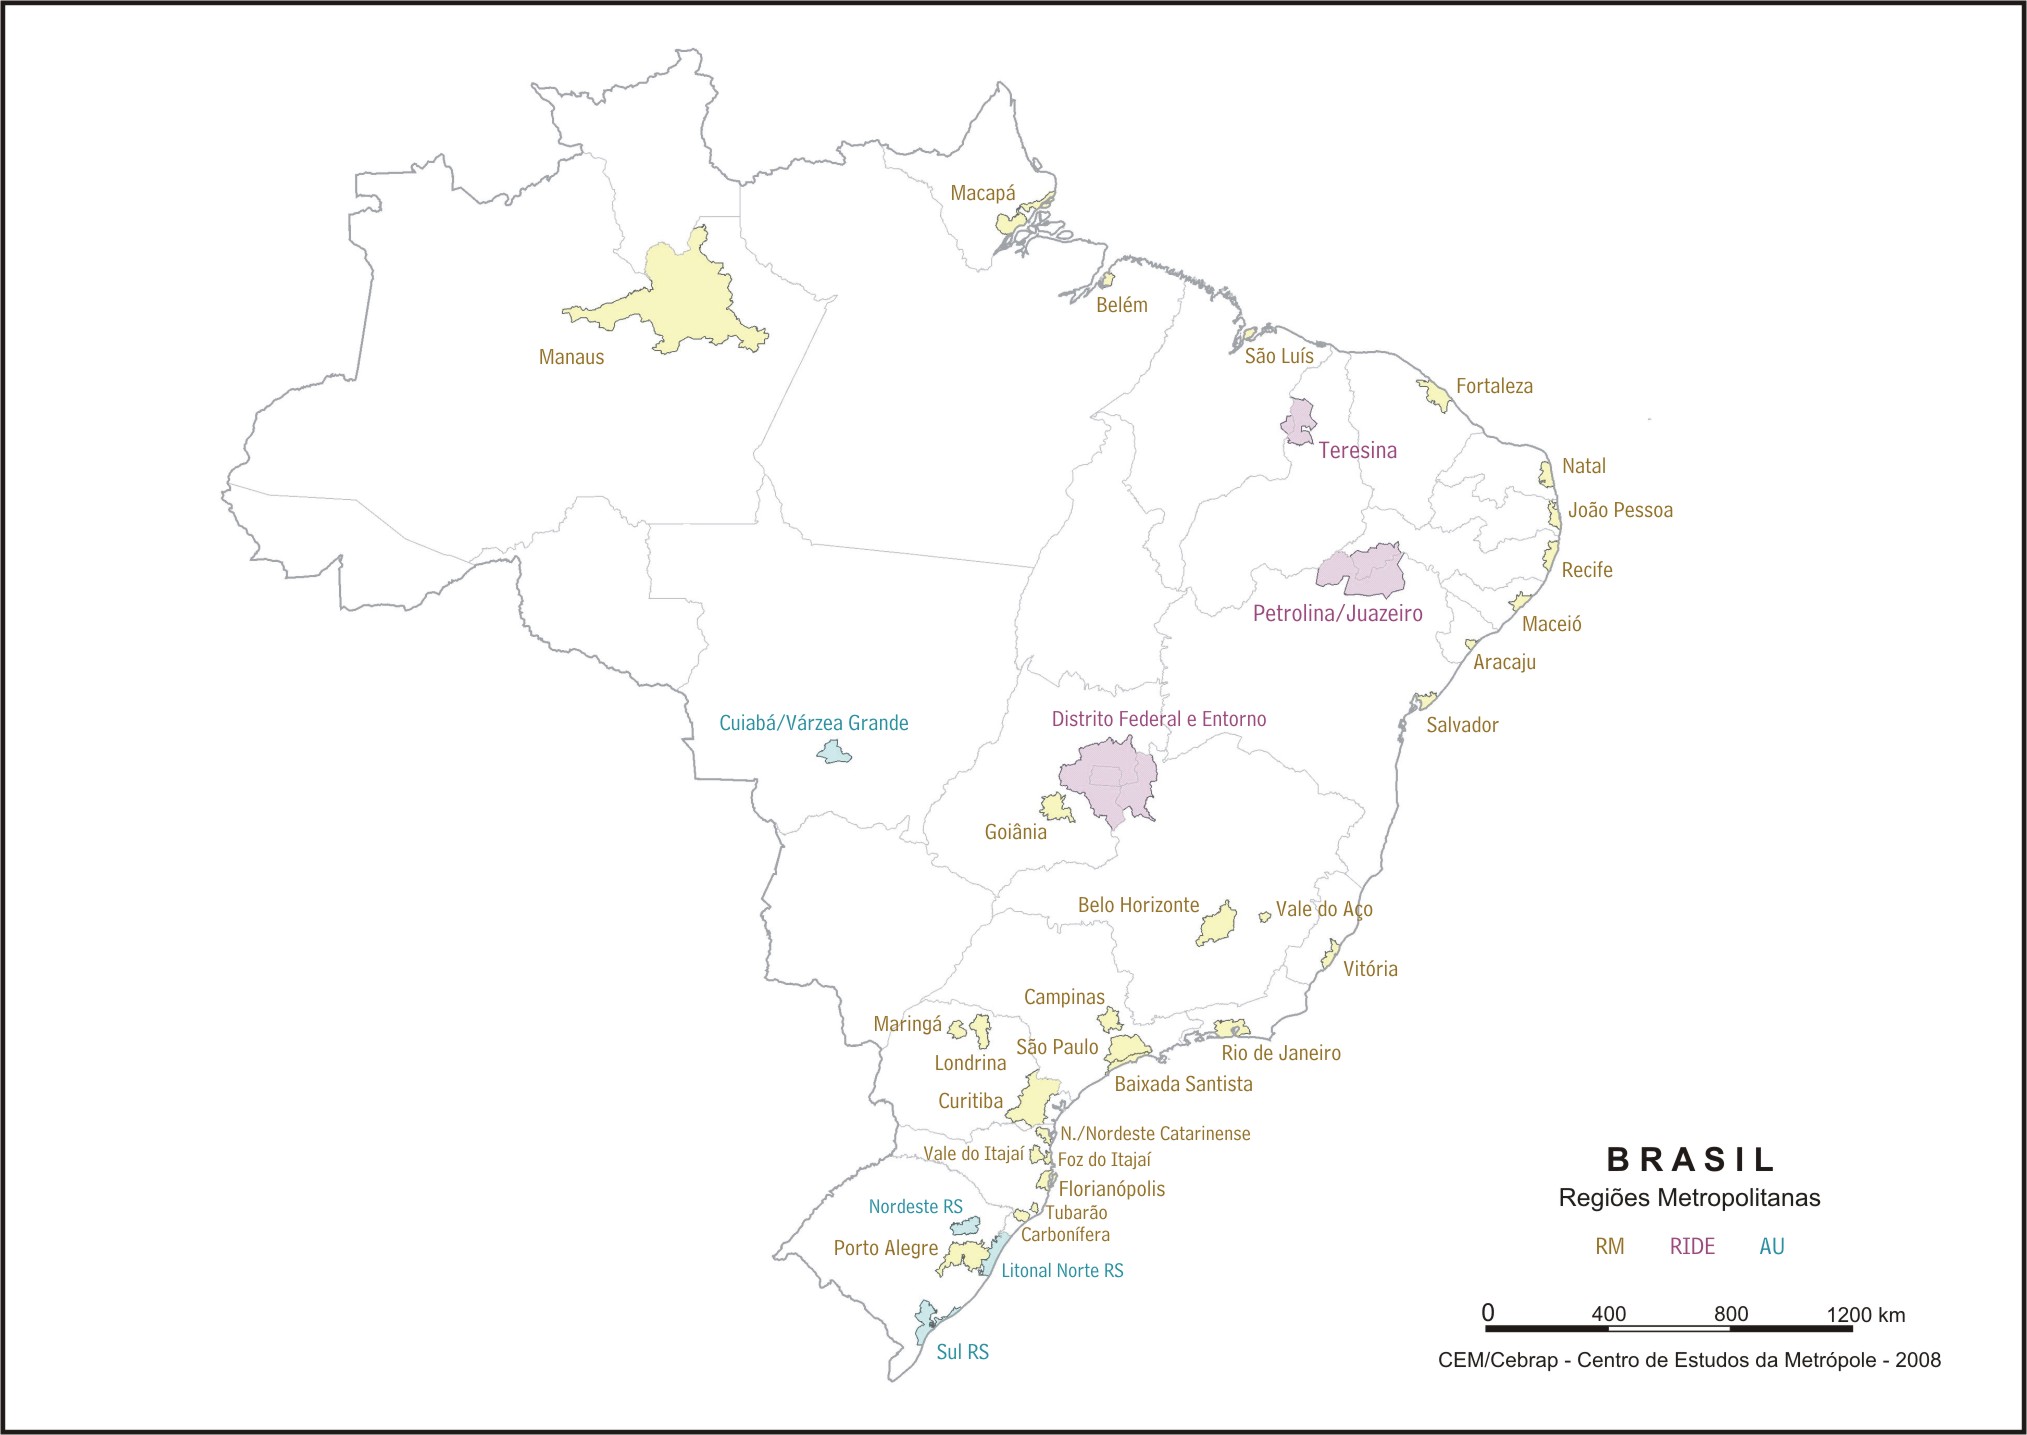 Macapá
Belém
Manaus
São Luís
Fortaleza
Teresina
Natal
João Pessoa
Recife
Petrolina/Juazeiro
Maceió
Aracaju
Salvador
Cuiabá/Várzea Grande
Distrito Federal e Entorno
Goiânia
Belo Horizonte
Vale do Aço
Vitória
Campinas
Maringá
São Paulo
Londrina
Rio de Janeiro
Baixada Santista
Curitiba
N./Nordeste Catarinense
Vale do Itajaí
Foz do Itajaí
Florianópolis
Nordeste RS
Tubarão
Carbonífera
Porto Alegre
Litonal Norte RS
Sul RS
BRASIL
Regiões Metropolitanas
RM RIDE AU
0 400 800 1200 km
CEM/Cebrap - Centro de Estudos da Metrópole - 2008